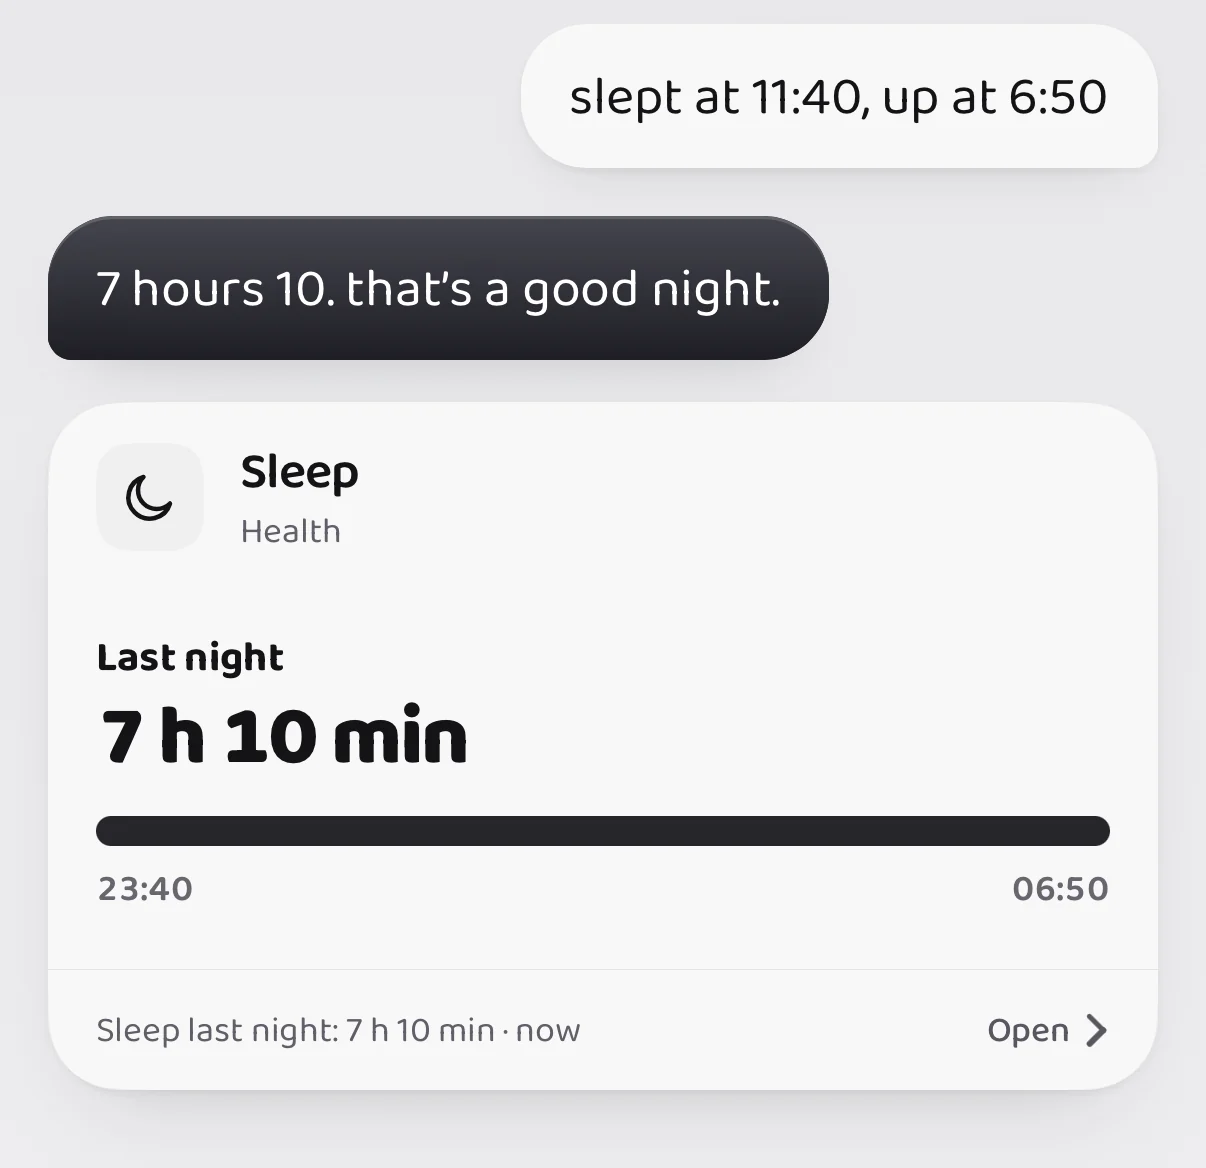 slept at 11:40, up at 6:50
7 hours 10. that’s a good night.
Sleep
Health
Last night
7 h 10 min
23:40
06:50
Sleep last night: 7 h 10 min · now
Open